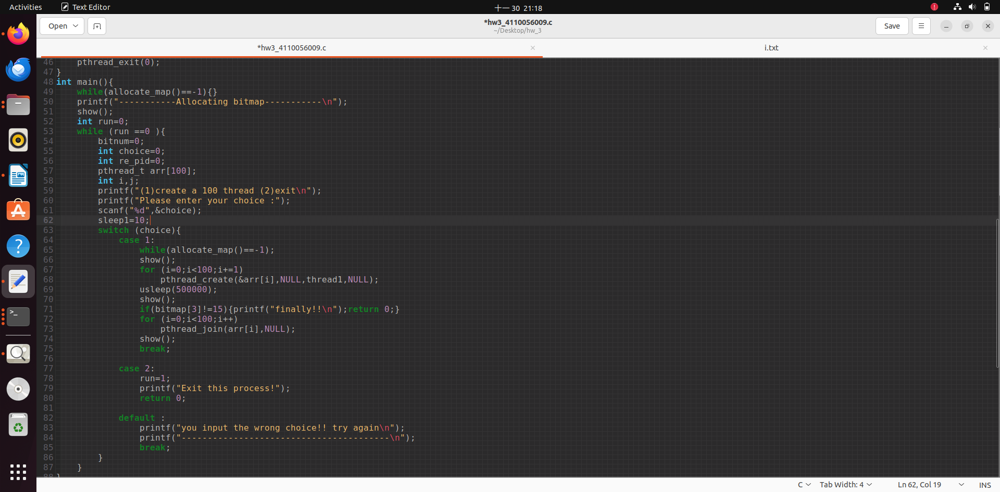 Activities
Text Editor
十一 30 21:18
Open
*hw3_4110056009.c
~/Desktop/hw_3
Save
*hw3_4110056009.c
i.txt
46     pthread_exit(0);
47 }
48 int main(){
49     while(allocate_map()==-1){}
50     printf("-----------Allocating bitmap-----------\n");
51     show();
52     int run=0;
53     while (run ==0 ){
54         bitnum=0;
55         int choice=0;
56         int re_pid=0;
57         pthread_t arr[100];
58         int i,j;
59         printf("(1)create a 100 thread (2)exit\n");
60         printf("Please enter your choice :");
61         scanf("%d",&choice);
62         sleep1=10;
63         switch (choice){
64             case 1:
65                 while(allocate_map()==-1);
66                 show();
67                 for (i=0;i<100;i+=1)
68                     pthread_create(&arr[i],NULL,thread1,NULL);
69                 usleep(500000);
70                 show();
71                 if(bitmap[3]!=15){printf("finally!!\n");return 0;}
72                 for (i=0;i<100;i++)
73                     pthread_join(arr[i],NULL);
74                 show();
75                 break;
76
77             case 2:
78                 run=1;
79                 printf("Exit this process!");
80                 return 0;
81
82             default :
83                 printf("you input the wrong choice!! try again\n");
84                 printf("----------------------------------------\n");
85                 break;
86         }
87     }
88 }
C
Tab Width: 4
Ln 62, Col 19
INS